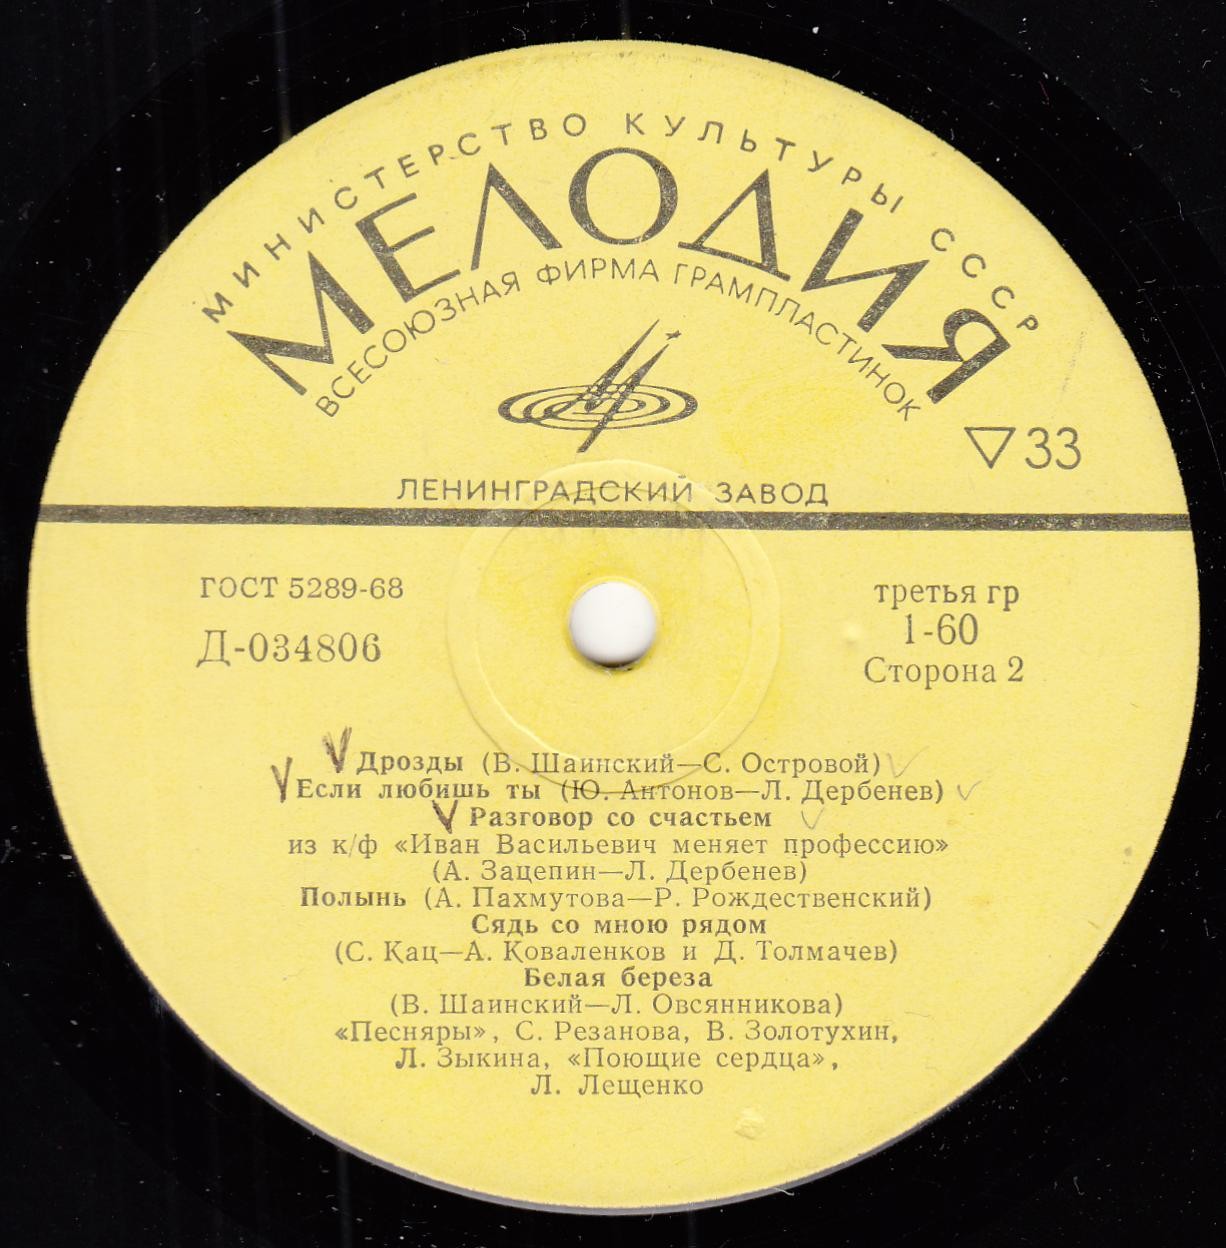 МИНИСТЕРСТВО КУЛЬТУРЫ СССР
МЕЛОДИЯ
ВСЕСОЮЗНАЯ ФИРМА ГРАМПЛАСТИНОК
33
ЛЕНИНГРАДСКИЙ ЗАВОД
ГОСТ 5289-68
Д-034806
третья гр
1-60
Сторона 2
Дрозды (В. Шаинский—С. Островой)
Если любишь ты (Ю. Антонов—Л. Дербенев)
Разговор со счастьем
из к/ф «Иван Васильевич меняет профессию»
(А. Зацепин—Л. Дербенев)
Полынь (А. Пахмутова—Р. Рождественский)
Сядь со мною рядом
(С. Кац—А. Коваленков и Д. Толмачев)
Белая береза
(В. Шаинский—Л. Овсянникова)
«Песняры», С. Резанова, В. Золотухин,
Л. Зыкина, «Поющие сердца»,
Л. Лещенко